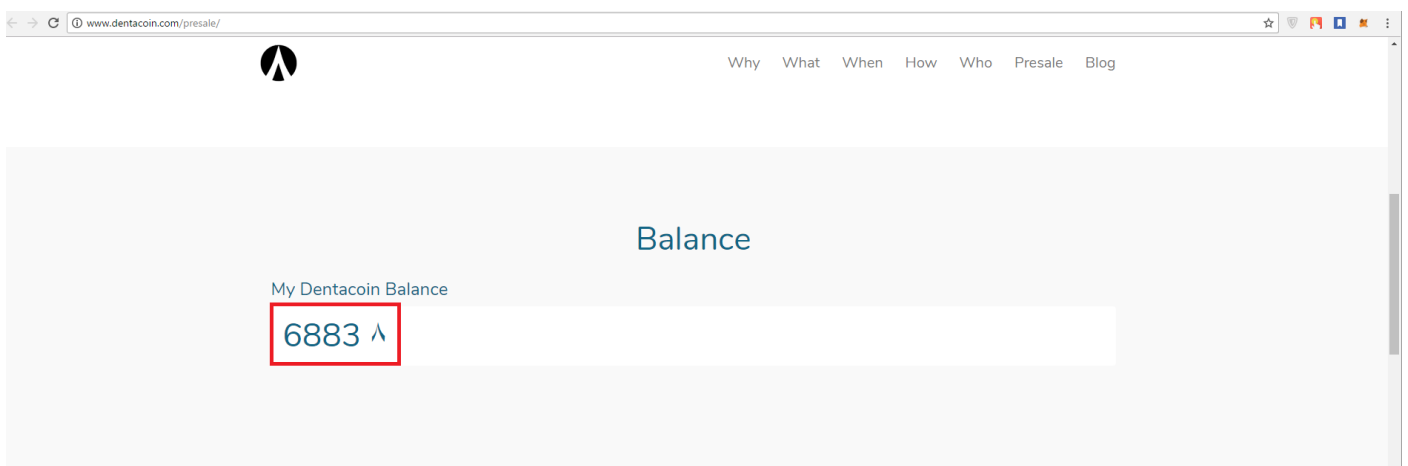 www.dentacoin.com/presale/
Why What When How Who Presale Blog
Balance
My Dentacoin Balance
6883